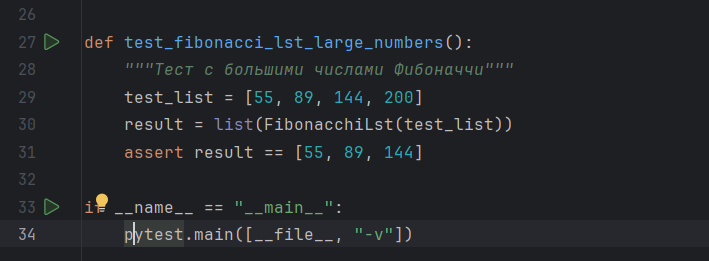 26
27 def test_fibonacci_lst_large_numbers():
28 """Тест с большими числами Фибоначчи"""
29 test_list = [55, 89, 144, 200]
30 result = list(FibonacchiLst(test_list))
31 assert result == [55, 89, 144]
32
33 if __name__ == "__main__":
34 pytest.main([__file__, "-v"])